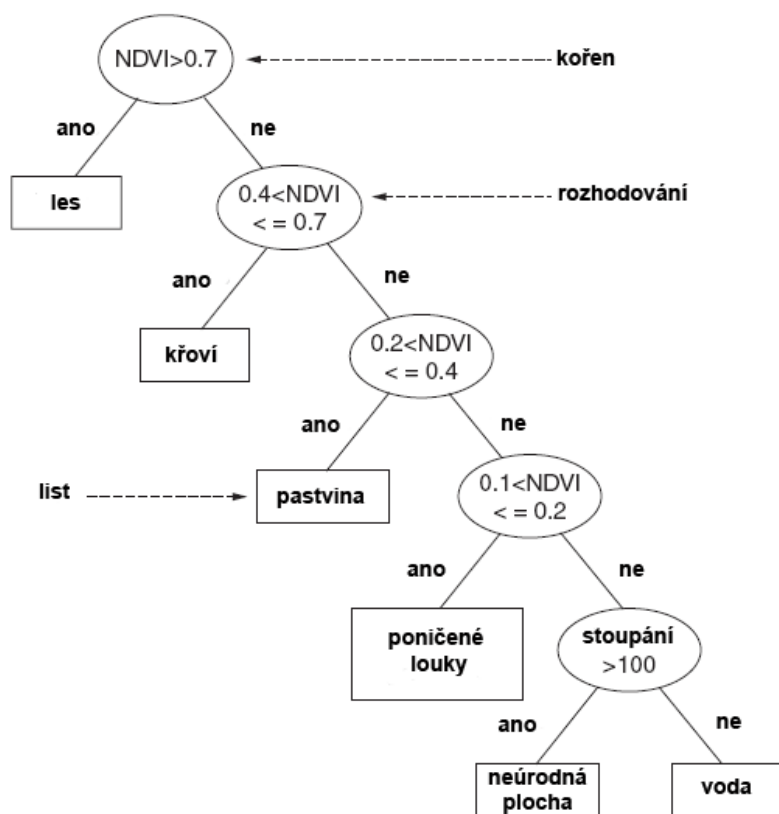 NDVI>0.7
kořen
ano
ne
les
0.4<NDVI
< = 0.7
rozhodování
ano
ne
křoví
0.2<NDVI
< = 0.4
ano
ne
list
pastvina
0.1<NDVI
< = 0.2
ano
ne
poničené
louky
stoupání
>100
ano
ne
neúrodná
plocha
voda